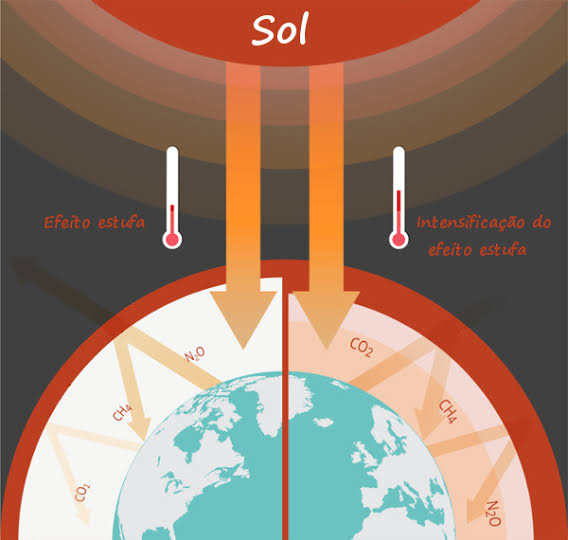 Sol
Efeito estufa
Intensificação do
efeito estufa
N₂O
CH₄
CO₂
CO₂
CH₄
N₂O